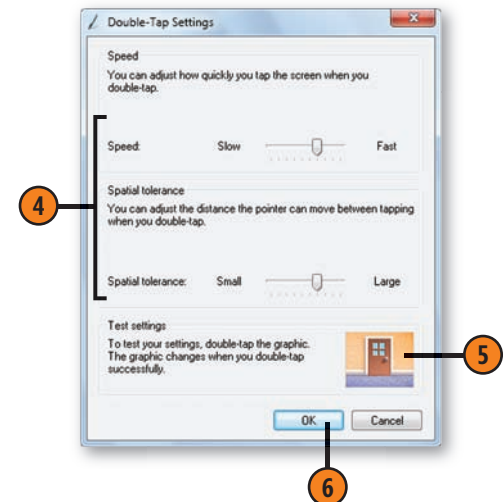 Double-Tap Settings
Speed
You can adjust how quickly you tap the screen when you
double-tap.
Speed: Slow Fast
4
Spatial tolerance
You can adjust the distance the pointer can move between tapping
when you double-tap.
Spatial tolerance: Small Large
Test settings
To test your settings, double-tap the graphic.
The graphic changes when you double-tap
successfully.
5
OK Cancel
6